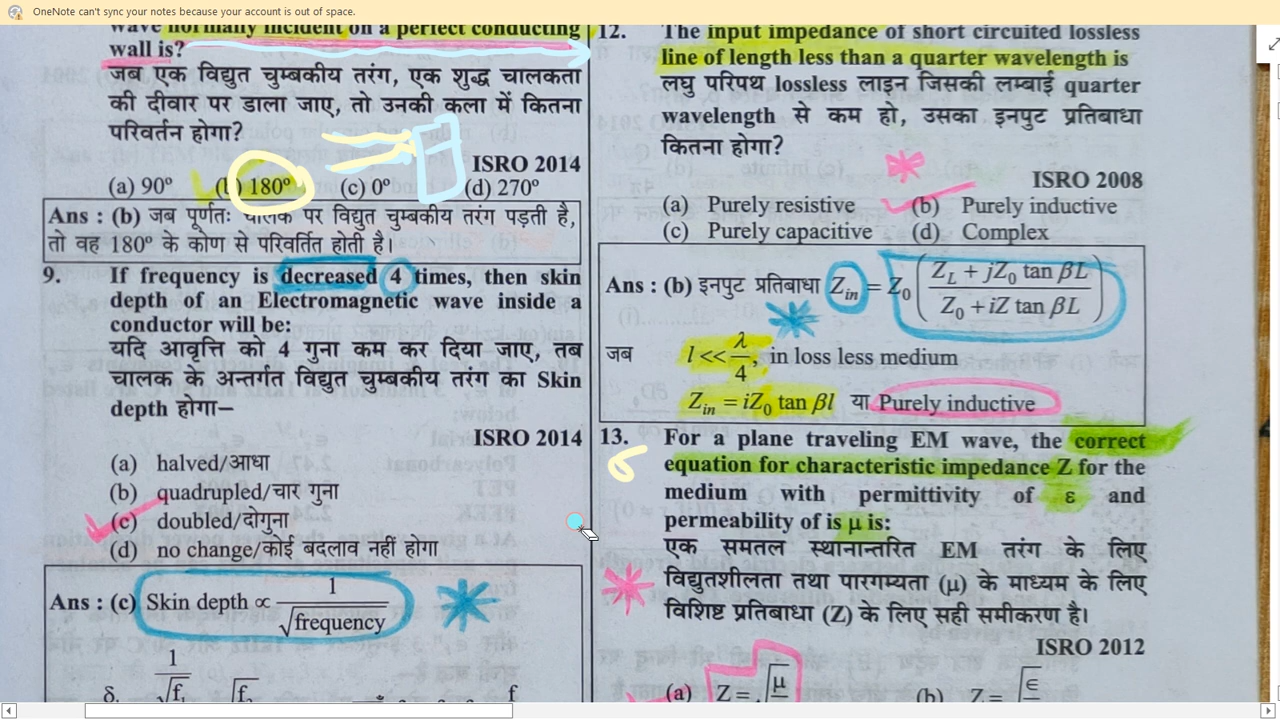 OneNote can't sync your notes because your account is out of space.
wave normally incident on a perfect conducting
wall is?
जब एक विद्युत चुम्बकीय तरंग, एक शुद्ध चालकता
की दीवार पर डाला जाए, तो उनकी कला में कितना
परिवर्तन होगा?
ISRO 2014
(a) 90º (b) 180º (c) 0º (d) 270º
Ans : (b) जब पूर्णतः चालक पर विद्युत चुम्बकीय तरंग पड़ती है,
तो वह 180º के कोण से परिवर्तित होती है।
9. If frequency is decreased 4 times, then skin
depth of an Electromagnetic wave inside a
conductor will be:
यदि आवृत्ति को 4 गुना कम कर दिया जाए, तब
चालक के अन्तर्गत विद्युत चुम्बकीय तरंग का Skin
depth होगा–
ISRO 2014
(a) halved/आधा
(b) quadrupled/चार गुना
(c) doubled/दोगुना
(d) no change/कोई बदलाव नहीं होगा
Ans : (c) Skin depth ∝ 1/√frequency
12. The input impedance of short circuited lossless
line of length less than a quarter wavelength is
लघु परिपथ lossless लाइन जिसकी लम्बाई quarter
wavelength से कम हो, उसका इनपुट प्रतिबाधा
कितना होगा?
ISRO 2008
(a) Purely resistive (b) Purely inductive
(c) Purely capacitive (d) Complex
Ans : (b) इनपुट प्रतिबाधा Zin = Z0 ( (ZL + jZ0 tan βL) / (Z0 + iZ tan βL) )
जब l << λ/4, in loss less medium
Zin = iZ0 tan βl या Purely inductive
13. For a plane traveling EM wave, the correct
equation for characteristic impedance Z for the
medium with permittivity of ε and
permeability of is μ is:
एक समतल स्थानान्तरित EM तरंग के लिए
विद्युतशीलता तथा पारगम्यता (μ) के माध्यम के लिए
विशिष्ट प्रतिबाधा (Z) के लिए सही समीकरण है।
ISRO 2012
(a) Z = √μ (b) Z = √ε